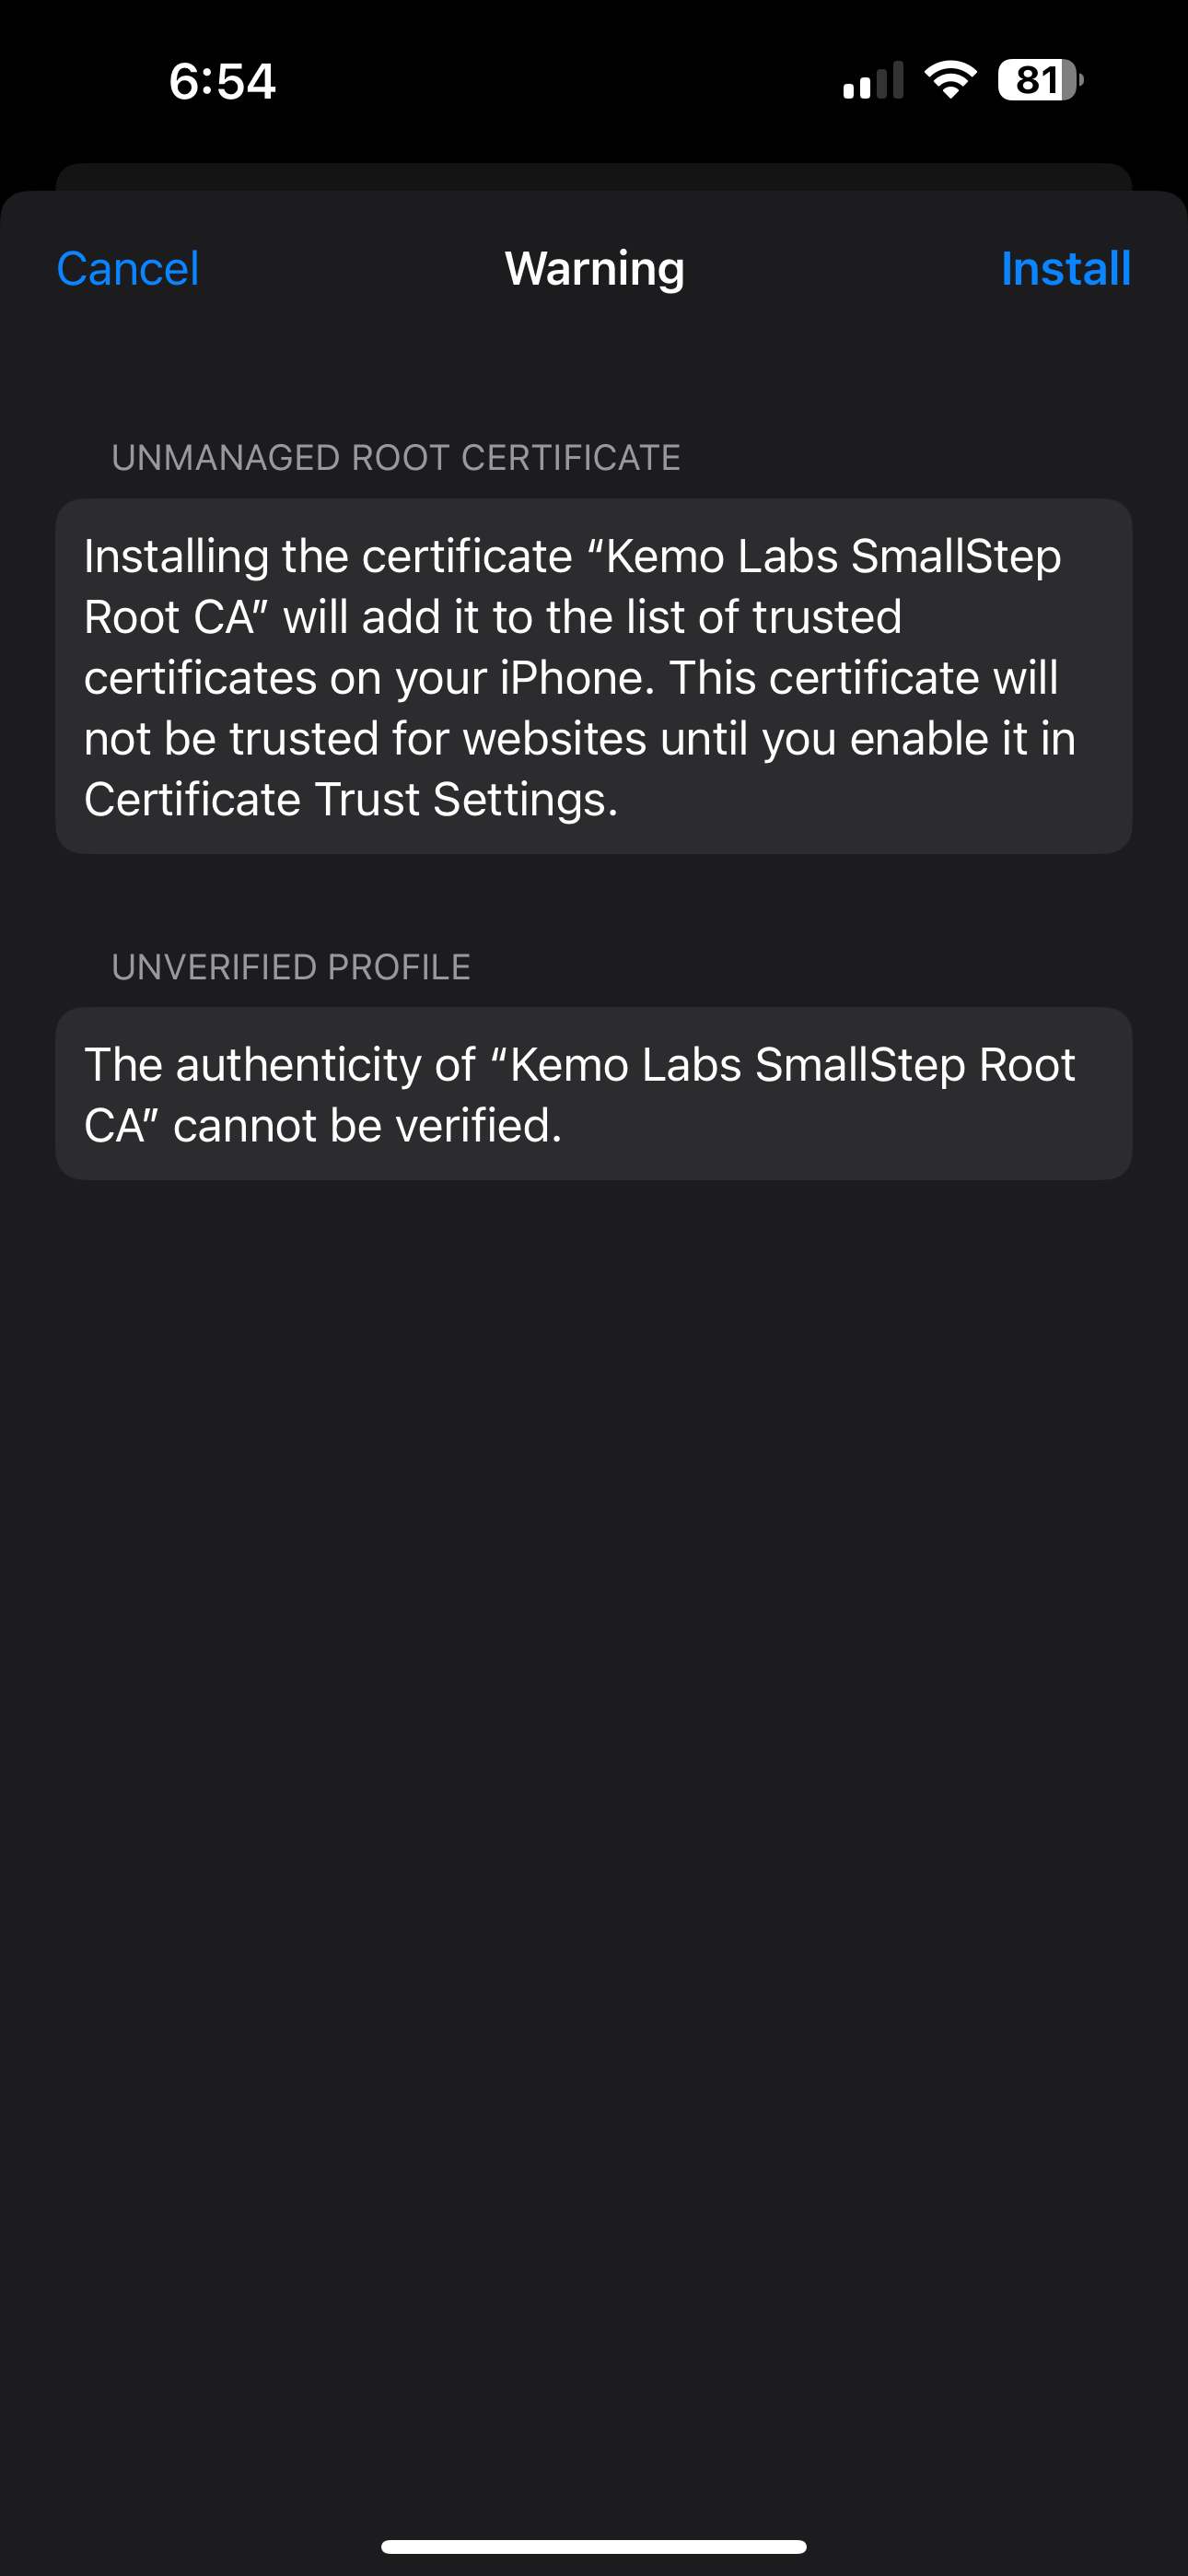 6:54
81
Cancel
Warning
Install
UNMANAGED ROOT CERTIFICATE
Installing the certificate “Kemo Labs SmallStep
Root CA” will add it to the list of trusted
certificates on your iPhone. This certificate will
not be trusted for websites until you enable it in
Certificate Trust Settings.
UNVERIFIED PROFILE
The authenticity of “Kemo Labs SmallStep Root
CA” cannot be verified.